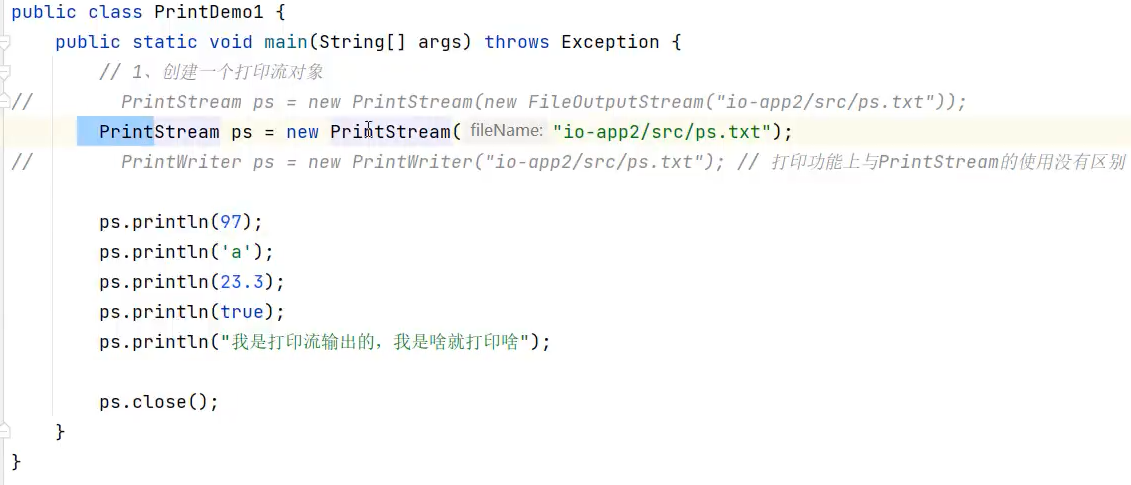 public class PrintDemo1 {
    public static void main(String[] args) throws Exception {
        // 1、创建一个打印流对象
//        PrintStream ps = new PrintStream(new FileOutputStream("io-app2/src/ps.txt"));
        PrintStream ps = new PrintStream( fileName: "io-app2/src/ps.txt");
//        PrintWriter ps = new PrintWriter("io-app2/src/ps.txt"); // 打印功能上与PrintStream的使用没有区别
        ps.println(97);
        ps.println('a');
        ps.println(23.3);
        ps.println(true);
        ps.println("我是打印流输出的，我是啥就打印啥");
        ps.close();
    }
}